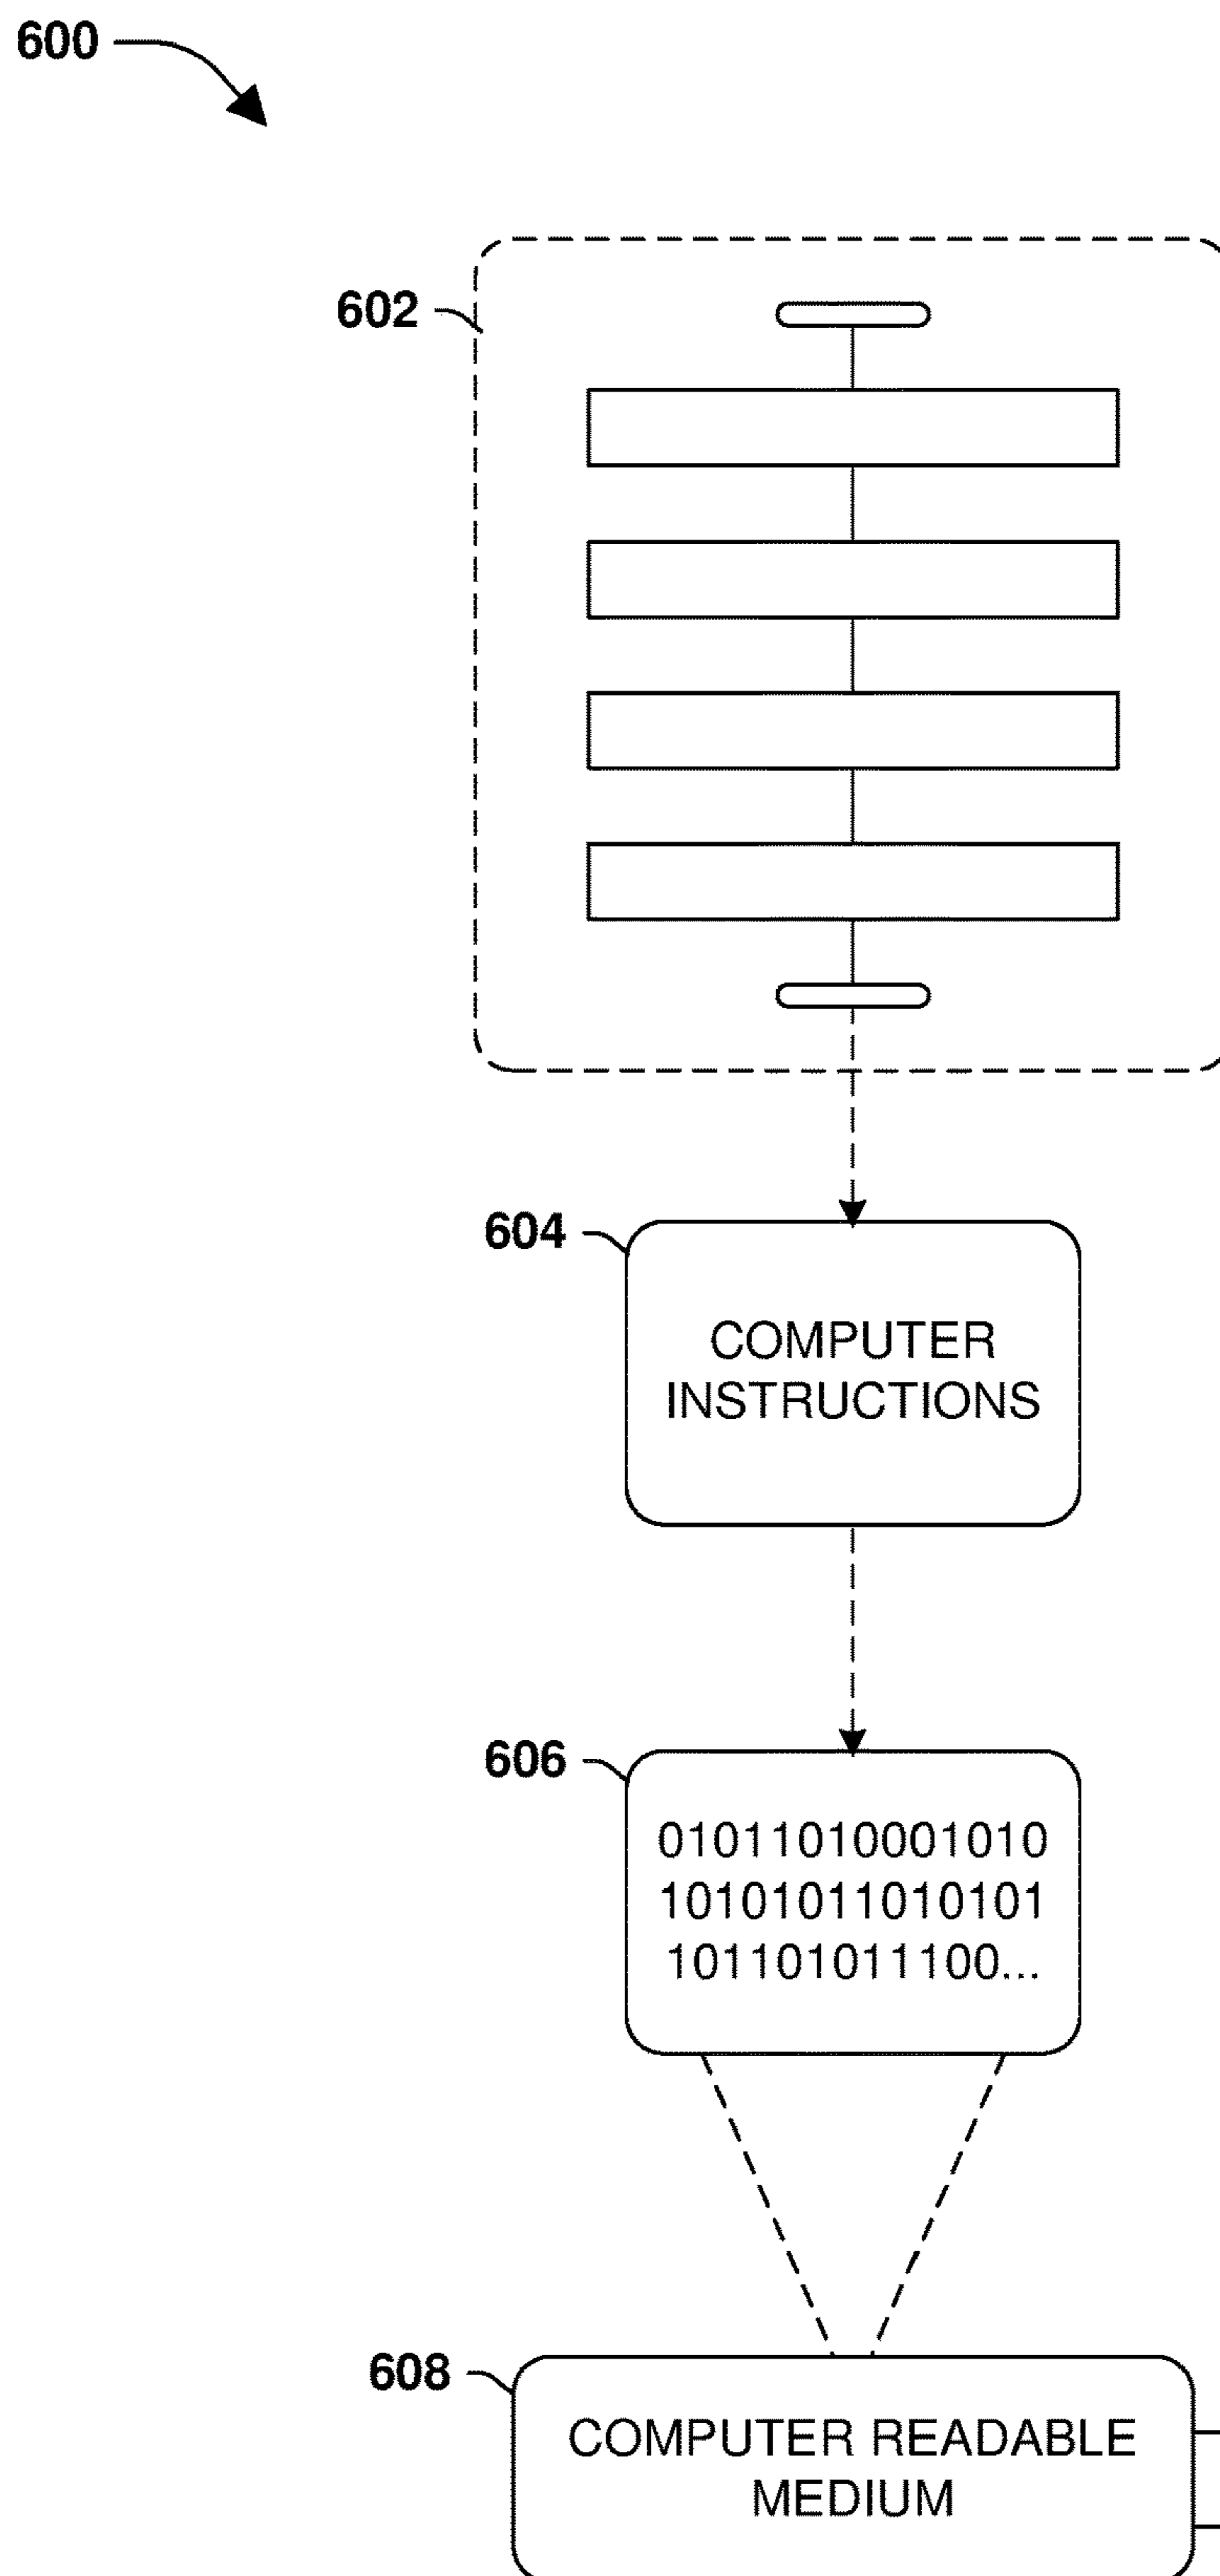 600
602
604
COMPUTER
INSTRUCTIONS
606
01011010001010
10101011010101
101101011100...
608
COMPUTER READABLE
MEDIUM